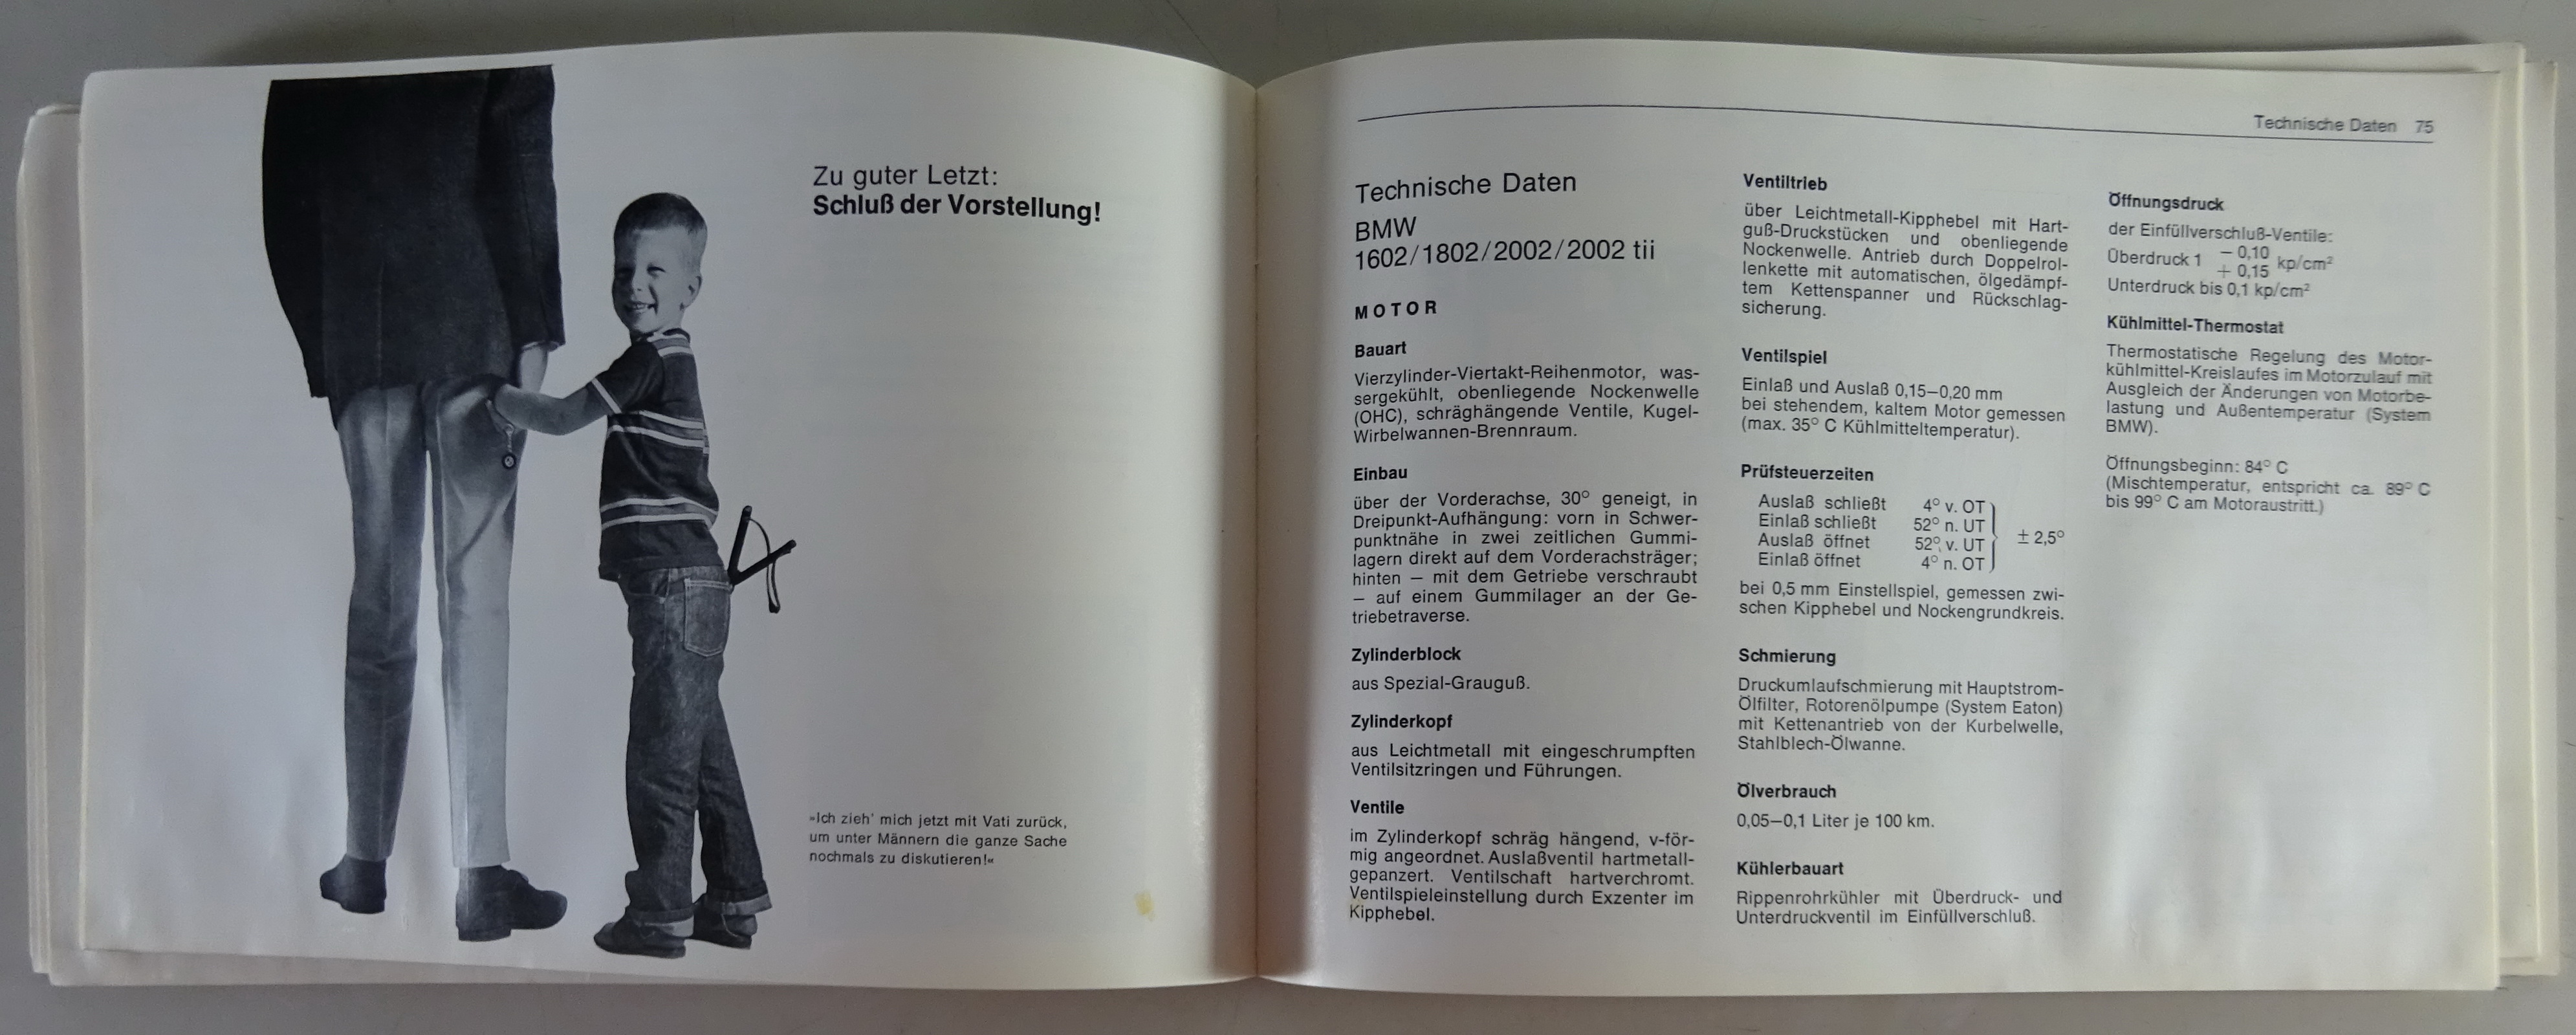 Zu guter Letzt:
Schluß der Vorstellung!
»Ich zieh' mich jetzt mit Vati zurück,
um unter Männern die ganze Sache
nochmals zu diskutieren!«
Technische Daten 75
Technische Daten
BMW
1602/1802/2002/2002 tii
MOTOR
Bauart
Vierzylinder-Viertakt-Reihenmotor, was-
sergekühlt, obenliegende Nockenwelle
(OHC), schräghängende Ventile, Kugel-
Wirbelwannen-Brennraum.
Einbau
über der Vorderachse, 30° geneigt, in
Dreipunkt-Aufhängung: vorn in Schwer-
punktnähe in zwei zeitlichen Gummi-
lagern direkt auf dem Vorderachsträger;
hinten — mit dem Getriebe verschraubt
— auf einem Gummilager an der Ge-
triebetraverse.
Zylinderblock
aus Spezial-Grauguß.
Zylinderkopf
aus Leichtmetall mit eingeschrumpften
Ventilsitzringen und Führungen.
Ventile
im Zylinderkopf schräg hängend, v-för-
mig angeordnet. Auslaßventil hartmetall-
gepanzert. Ventilschaft hartverchromt.
Ventilspieleinstellung durch Exzenter im
Kipphebel.
Ventiltrieb
über Leichtmetall-Kipphebel mit Hart-
guß-Druckstücken und obenliegende
Nockenwelle. Antrieb durch Doppelrol-
lenkette mit automatischen, ölgedämpf-
tem Kettenspanner und Rückschlag-
sicherung.
Ventilspiel
Einlaß und Auslaß 0,15—0,20 mm
bei stehendem, kaltem Motor gemessen
(max. 35° C Kühlmitteltemperatur).
Prüfsteuerzeiten
Auslaß schließt 4° v. OT
Einlaß schließt 52° n. UT
Auslaß öffnet 52° v. UT ± 2,5°
Einlaß öffnet 4° n. OT
bei 0,5 mm Einstellspiel, gemessen zwi-
schen Kipphebel und Nockengrundkreis.
Schmierung
Druckumlaufschmierung mit Hauptstrom-
Ölfilter, Rotorenölpumpe (System Eaton)
mit Kettenantrieb von der Kurbelwelle,
Stahlblech-Ölwanne.
Ölverbrauch
0,05—0,1 Liter je 100 km.
Kühlerbauart
Rippenrohrkühler mit Überdruck- und
Unterdruckventil im Einfüllverschluß.
Öffnungsdruck
der Einfüllverschluß-Ventile:
Überdruck 1 — 0,10 + 0,15 kp/cm²
Unterdruck bis 0,1 kp/cm²
Kühlmittel-Thermostat
Thermostatische Regelung des Motor-
kühlmittel-Kreislaufes im Motorzulauf mit
Ausgleich der Änderungen von Motorbe-
lastung und Außentemperatur (System
BMW).
Öffnungsbeginn: 84° C
(Mischtemperatur, entspricht ca. 89° C
bis 99° C am Motoraustritt.)